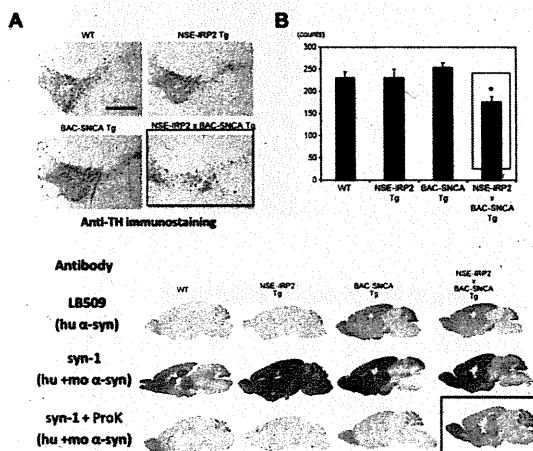 A
WT
NSE-IRP2 Tg
BAC-SNCA Tg
NSE-IRP2 x BAC-SNCA Tg
Anti-TH immunostaining
B
(counts)
300
250
200
150
100
50
0
*
WT
NSE-IRP2
Tg
BAC-SNCA
Tg
NSE-IRP2
x
BAC-SNCA
Tg
Antibody
WT
NSE-IRP2
Tg
BAC-SNCA
Tg
NSE-IRP2
x
BAC-SNCA
Tg
LB509
(hu α-syn)
syn-1
(hu +mo α-syn)
syn-1 + ProK
(hu +mo α-syn)